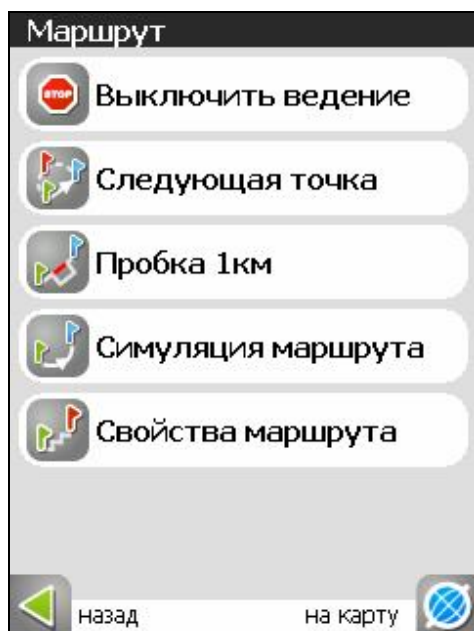 Маршрут
STOP
Выключить ведение
Следующая точка
Пробка 1км
Симуляция маршрута
Свойства маршрута
назад
на карту